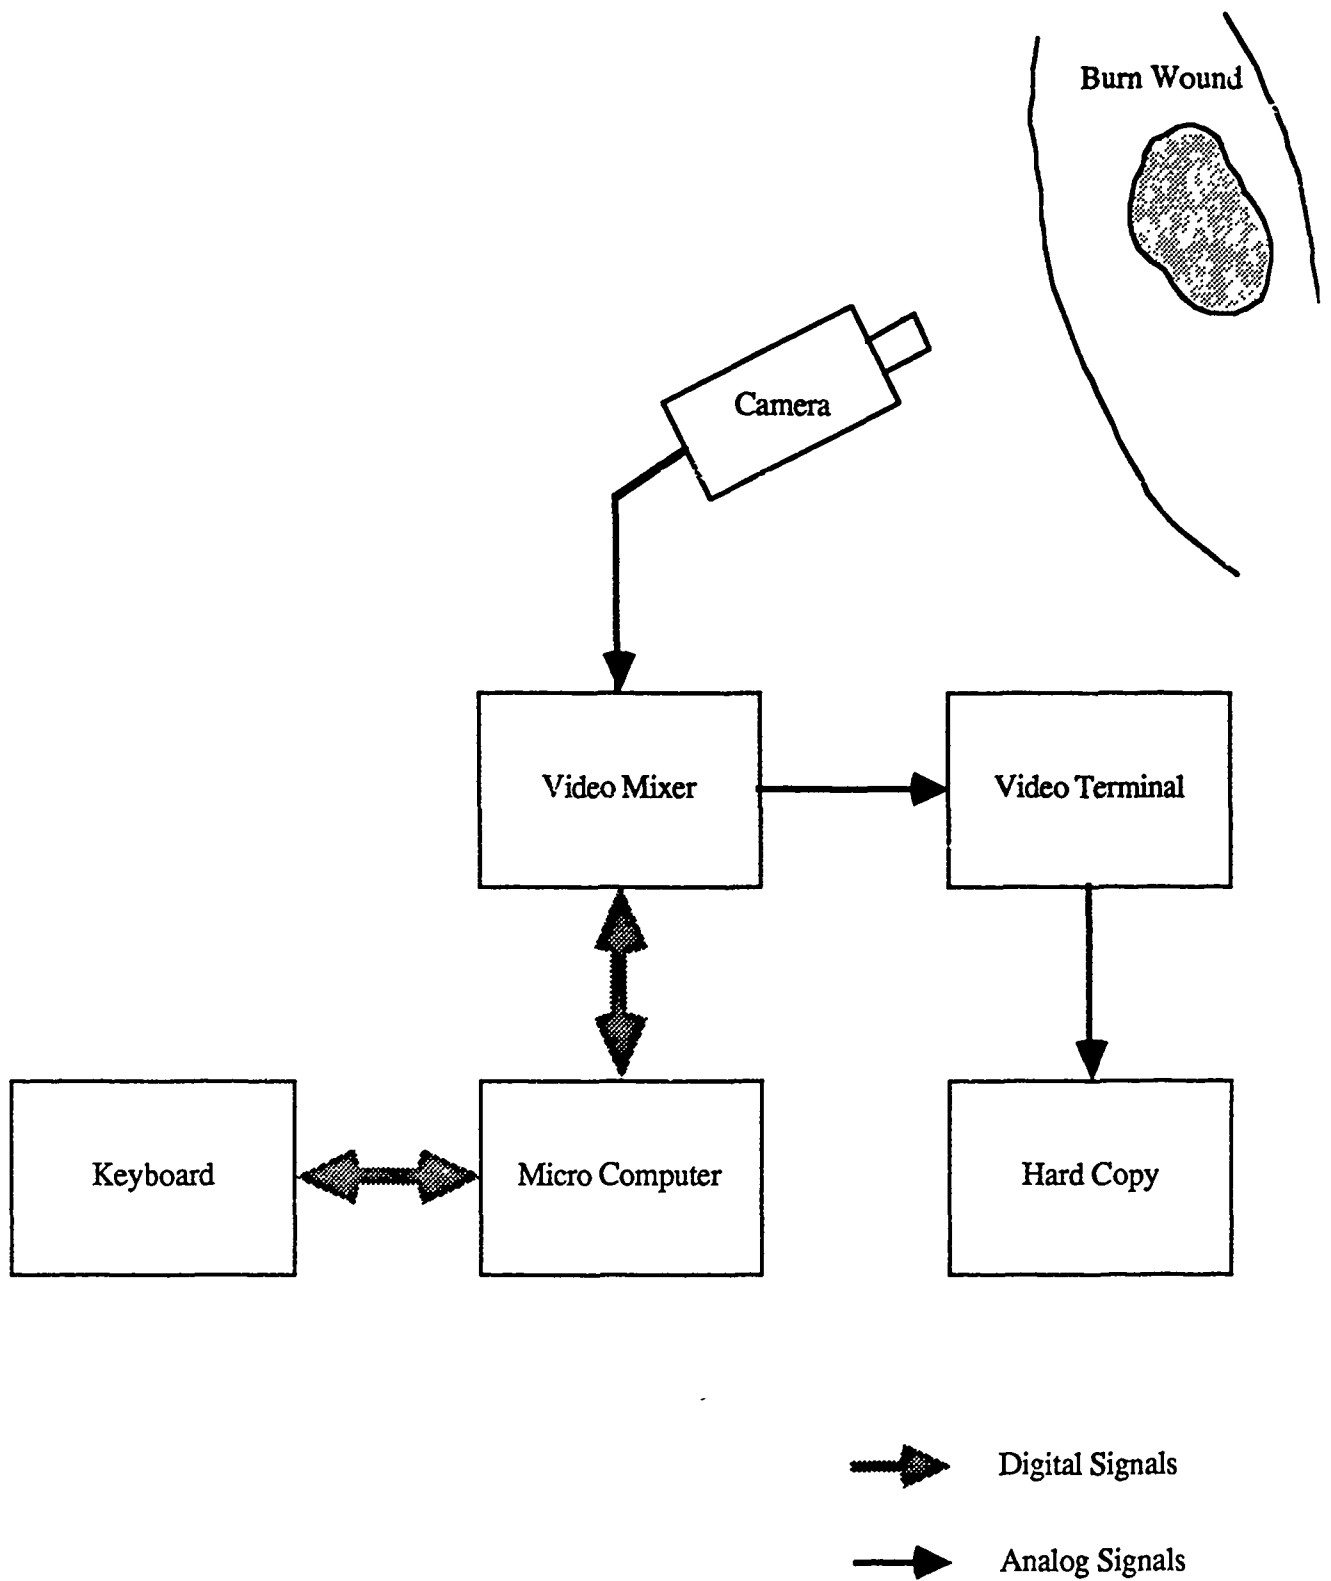 Burn Wound
Camera
Video Mixer
Video Terminal
Keyboard
Micro Computer
Hard Copy
Digital Signals
Analog Signals